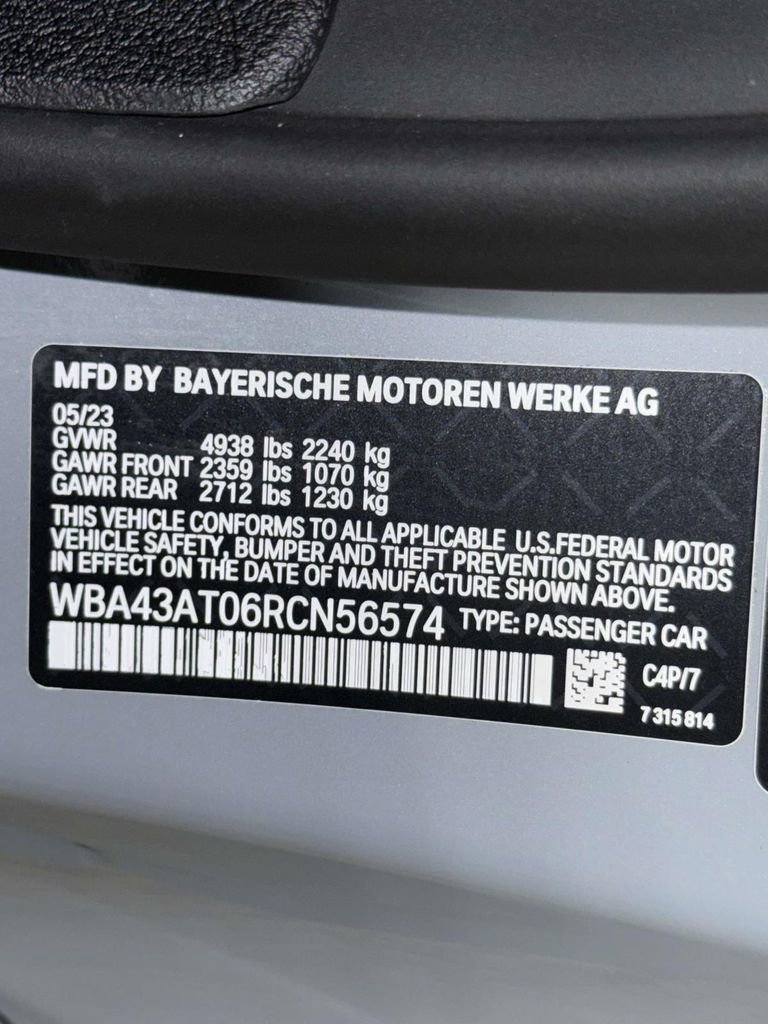 MFD BY BAYERISCHE MOTOREN WERKE AG
05/23
GVWR 4938 lbs 2240 kg
GAWR FRONT 2359 lbs 1070 kg
GAWR REAR 2712 lbs 1230 kg
THIS VEHICLE CONFORMS TO ALL APPLICABLE U.S.FEDERAL MOTOR
VEHICLE SAFETY, BUMPER AND THEFT PREVENTION STANDARDS
IN EFFECT ON THE DATE OF MANUFACTURE SHOWN ABOVE.
WBA43AT06RCN56574 TYPE: PASSENGER CAR
C4P/7
7 315 814